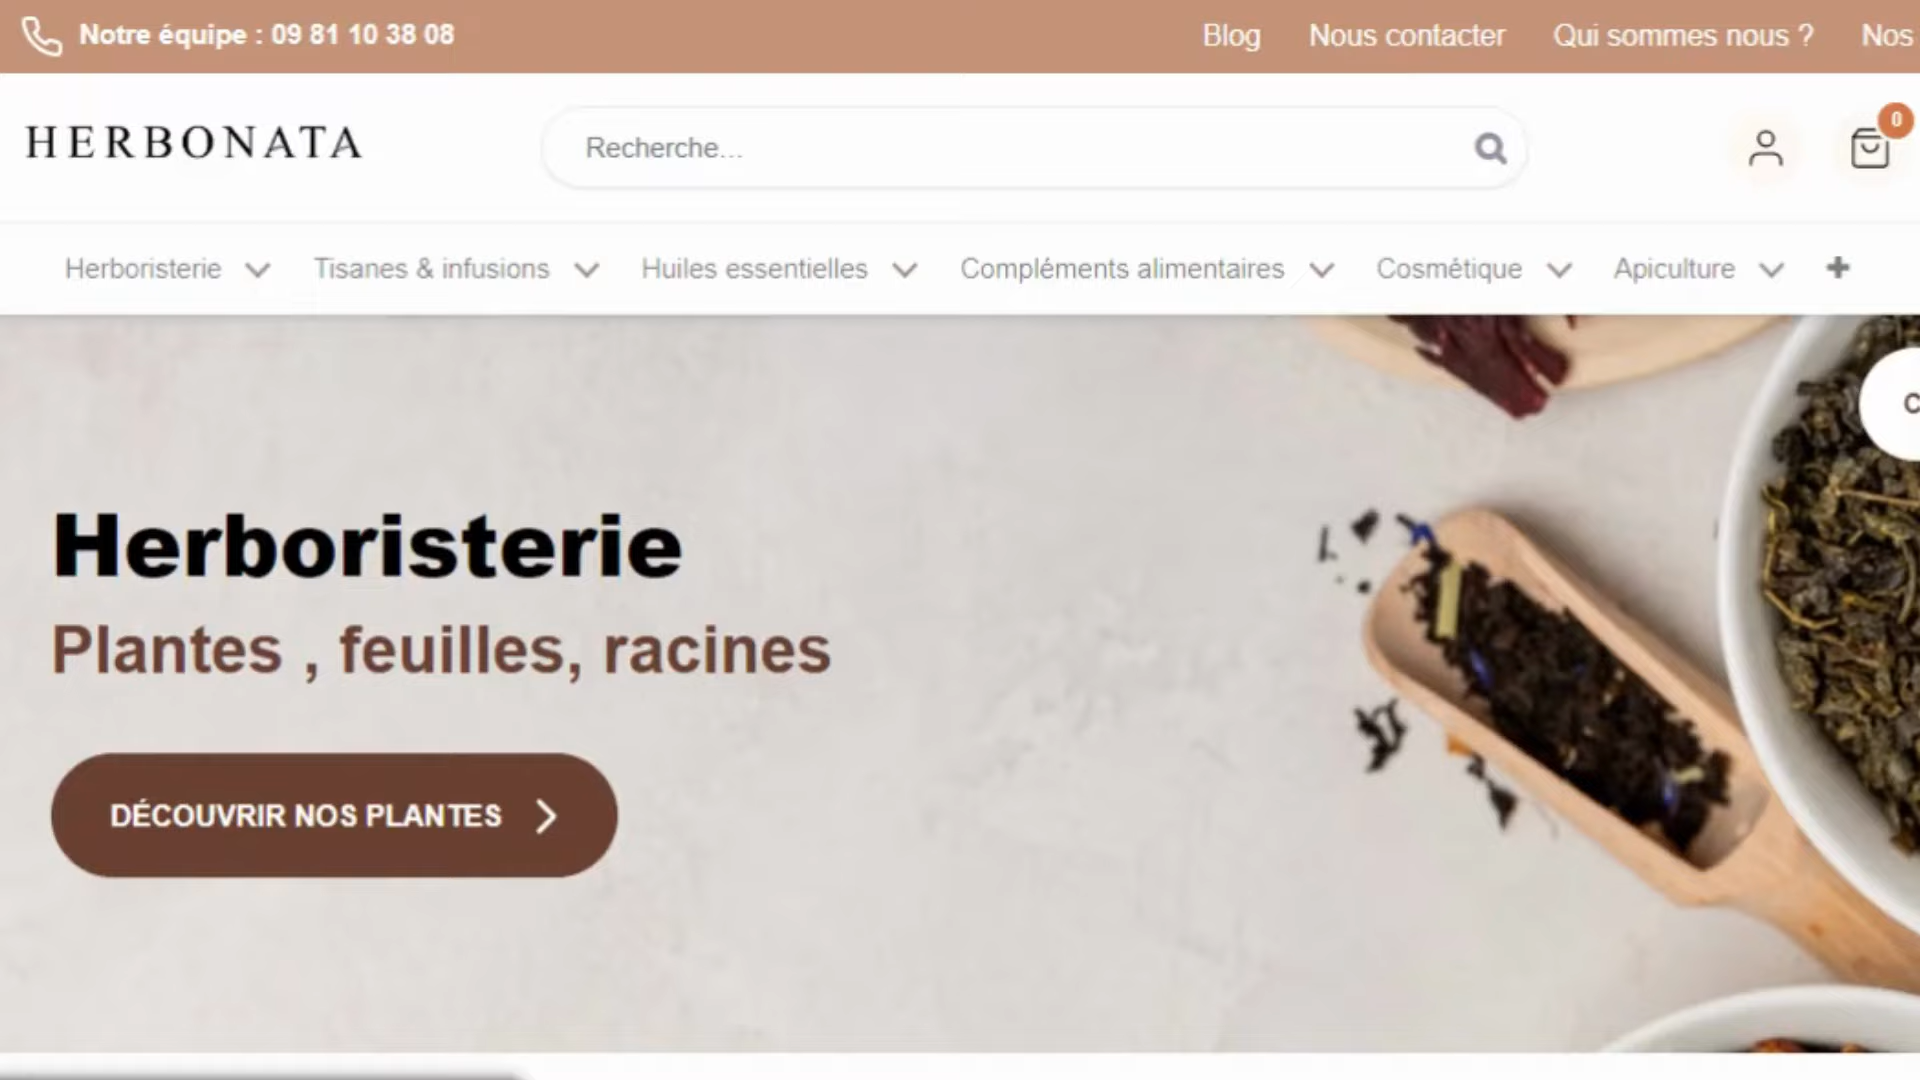 Notre équipe : 09 81 10 38 08
Blog Nous contacter Qui sommes nous ? Nos
HERBONATA
Recherche...
0
Herboristerie Tisanes & infusions Huiles essentielles Compléments alimentaires Cosmétique Apiculture +
Herboristerie
Plantes , feuilles, racines
DÉCOUVRIR NOS PLANTES